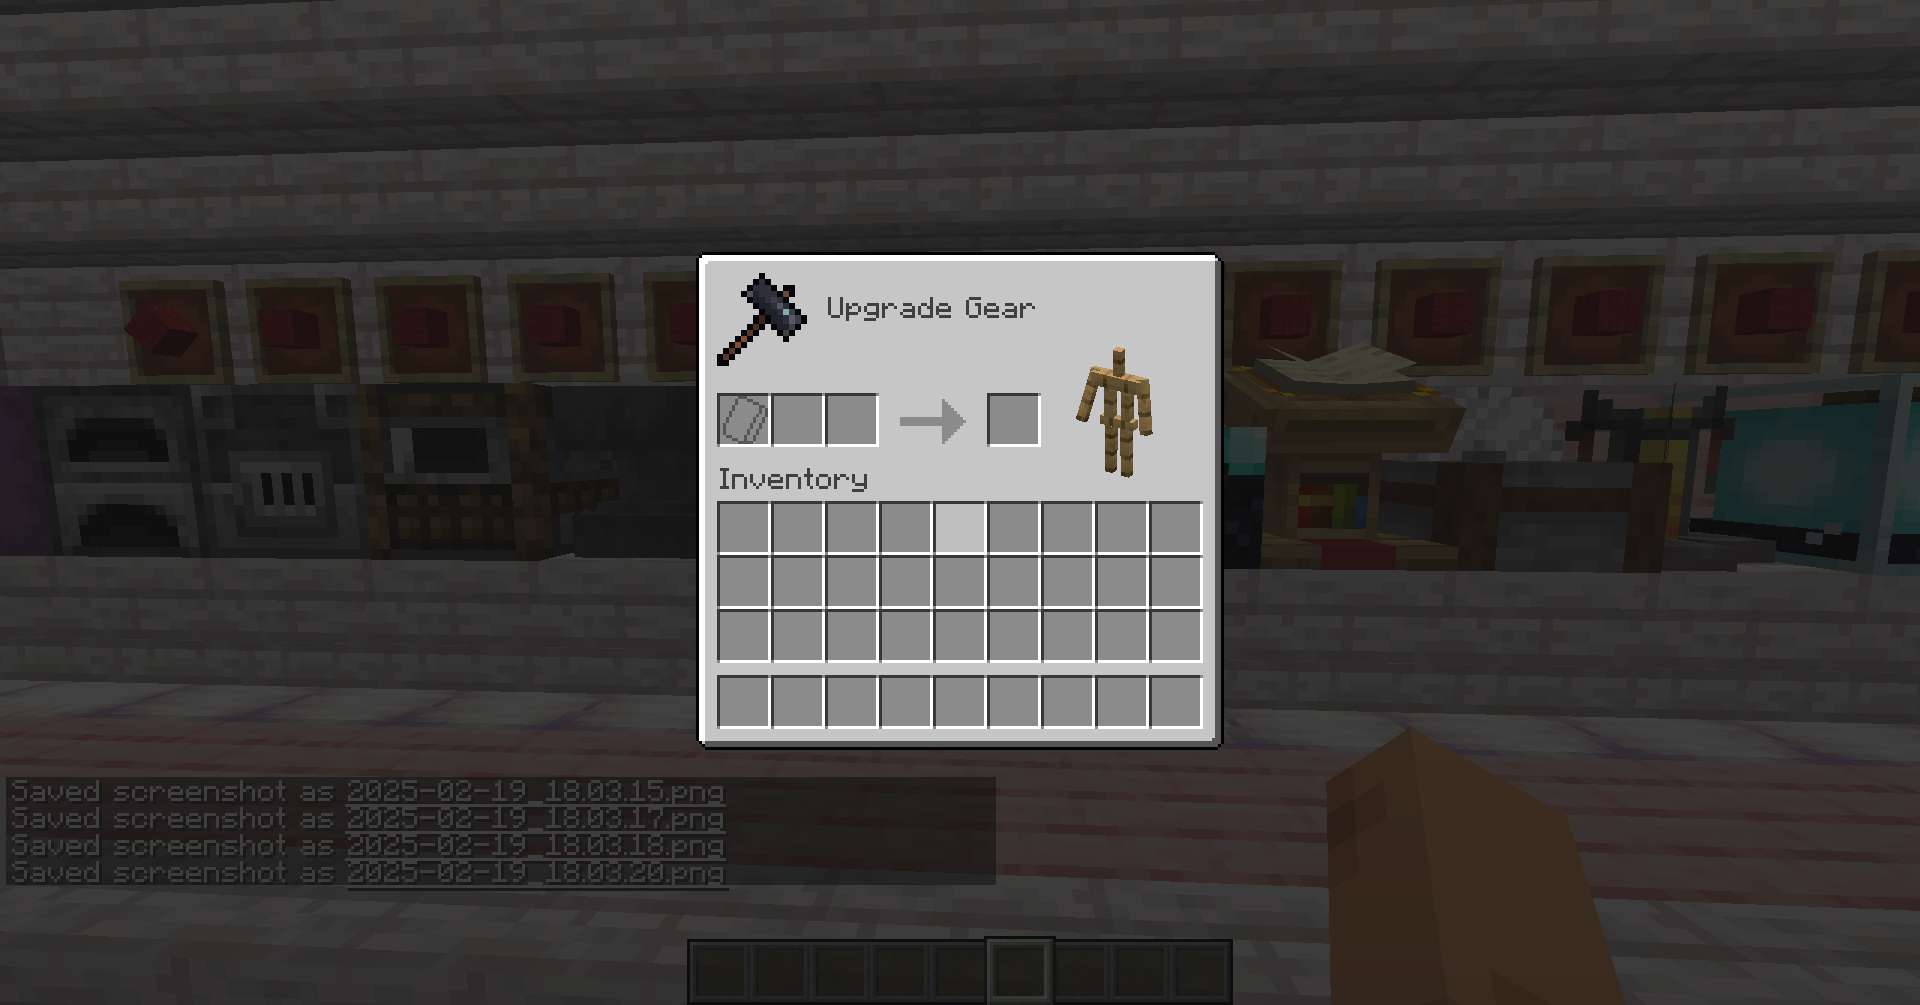 Upgrade Gear
Inventory
Saved screenshot as 2025-02-19_18.03.15.png
Saved screenshot as 2025-02-19_18.03.17.png
Saved screenshot as 2025-02-19_18.03.18.png
Saved screenshot as 2025-02-19_18.03.20.png